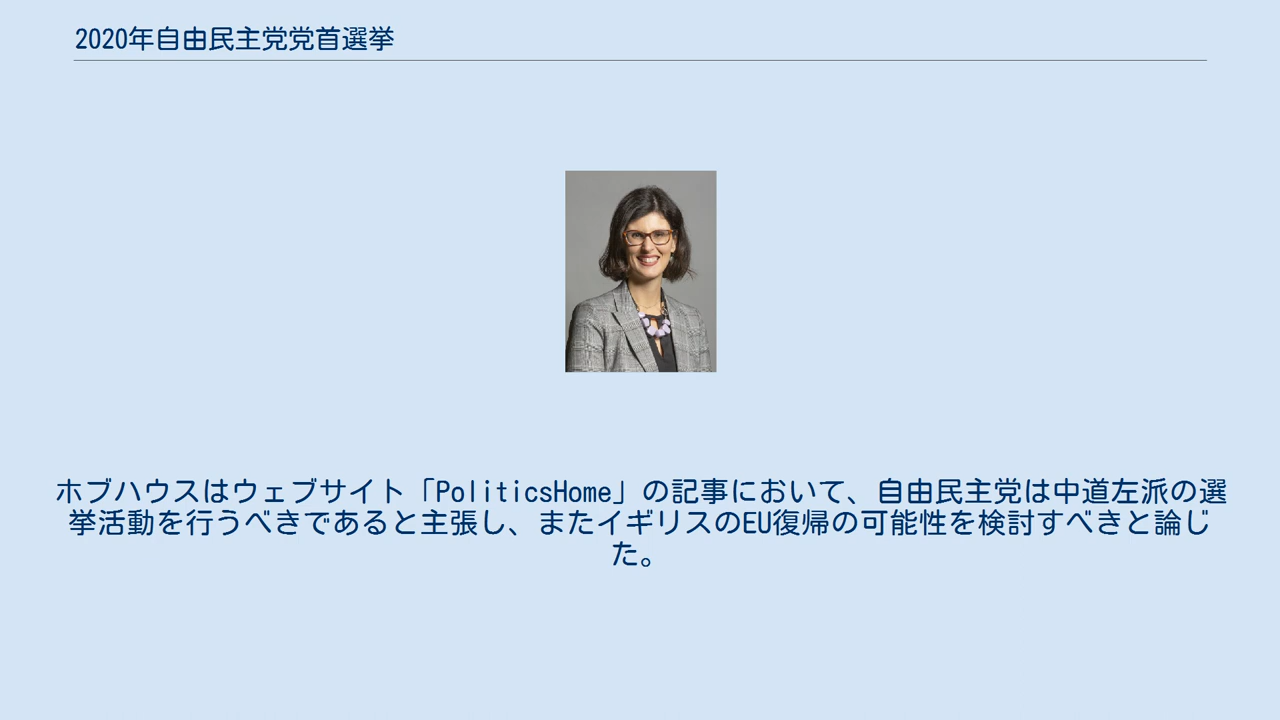 2020年自由民主党党首選挙
ホブハウスはウェブサイト「PoliticsHome」の記事において、自由民主党は中道左派の選
挙活動を行うべきであると主張し、またイギリスのEU復帰の可能性を検討すべきと論じ
た。